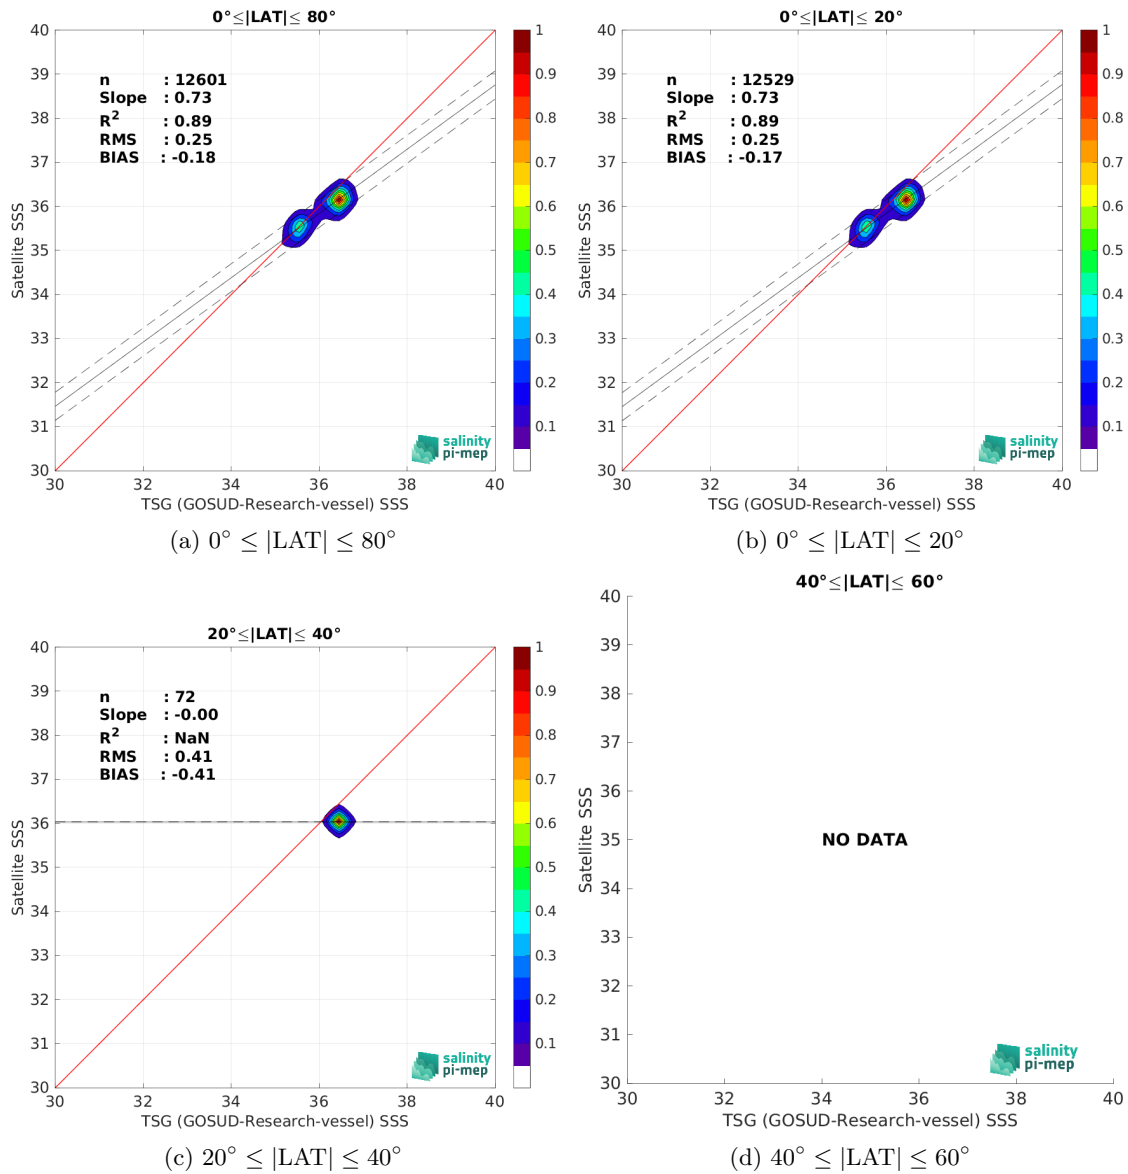 0°≤|LAT|≤ 80°
40
39
38
37
36
35
34
33
32
31
30
Satellite SSS
n : 12601
Slope : 0.73
R² : 0.89
RMS : 0.25
BIAS : -0.18
salinity
pi-mep
30 32 34 36 38 40
TSG (GOSUD-Research-vessel) SSS
1
0.9
0.8
0.7
0.6
0.5
0.4
0.3
0.2
0.1
(a) 0° ≤ |LAT| ≤ 80°
0°≤|LAT|≤ 20°
40
39
38
37
36
35
34
33
32
31
30
Satellite SSS
n : 12529
Slope : 0.73
R² : 0.89
RMS : 0.25
BIAS : -0.17
salinity
pi-mep
30 32 34 36 38 40
TSG (GOSUD-Research-vessel) SSS
1
0.9
0.8
0.7
0.6
0.5
0.4
0.3
0.2
0.1
(b) 0° ≤ |LAT| ≤ 20°
20°≤|LAT|≤ 40°
40
39
38
37
36
35
34
33
32
31
30
Satellite SSS
n : 72
Slope : -0.00
R² : NaN
RMS : 0.41
BIAS : -0.41
salinity
pi-mep
30 32 34 36 38 40
TSG (GOSUD-Research-vessel) SSS
1
0.9
0.8
0.7
0.6
0.5
0.4
0.3
0.2
0.1
(c) 20° ≤ |LAT| ≤ 40°
40°≤|LAT|≤ 60°
40
39
38
37
36
35
34
33
32
31
30
Satellite SSS
NO DATA
salinity
pi-mep
30 32 34 36 38 40
TSG (GOSUD-Research-vessel) SSS
(d) 40° ≤ |LAT| ≤ 60°